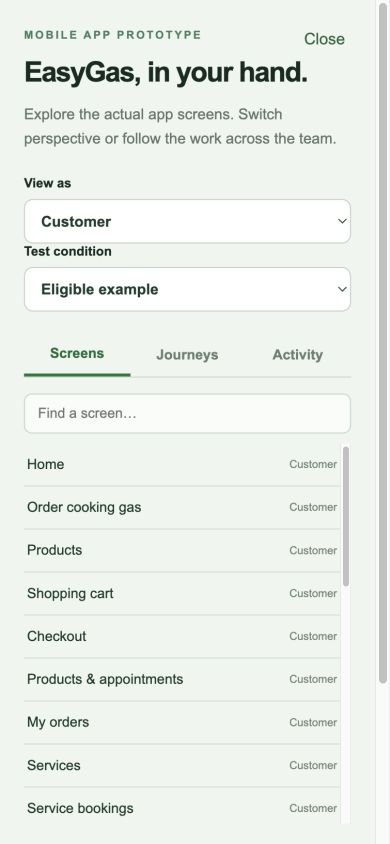 MOBILE APP PROTOTYPE
Close
EasyGas, in your hand.
Explore the actual app screens. Switch
perspective or follow the work across the team.
View as
Customer
Test condition
Eligible example
Screens Journeys Activity
Find a screen…
Home Customer
Order cooking gas Customer
Products Customer
Shopping cart Customer
Checkout Customer
Products & appointments Customer
My orders Customer
Services Customer
Service bookings Customer